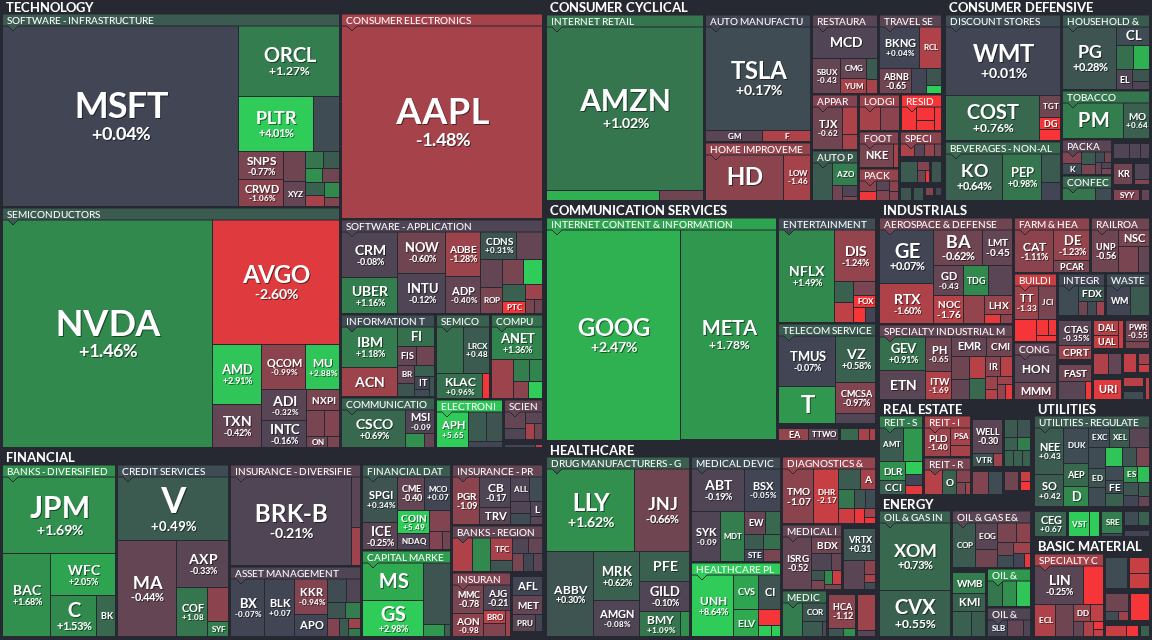 TECHNOLOGY
SOFTWARE - INFRASTRUCTURE
MSFT
+0.04%
ORCL
+1.27%
PLTR
+4.01%
SNPS
-0.77%
CRWD
-1.06%
XYZ
CONSUMER ELECTRONICS
AAPL
-1.48%
SEMICONDUCTORS
NVDA
+1.46%
AVGO
-2.60%
AMD
+2.91%
QCOM
-0.99%
MU
+2.88%
TXN
-0.42%
ADI
-0.32%
NXPI
INTC
-0.16%
ON
SOFTWARE - APPLICATION
CRM
-0.08%
NOW
-0.60%
ADBE
-1.28%
CDNS
+0.31%
UBER
+1.16%
INTU
-0.12%
ADP
-0.40%
ROP
PTC
INFORMATION T
IBM
+1.18%
FI
FIS
ACN
BR
IT
SEMICO
LRCX
+0.48
KLAC
+0.96%
COMPU
ANET
+1.36%
COMMUNICATIO
CSCO
+0.69%
MSI
-0.09
ELECTRONI
APH
+5.65
SCIEN
CONSUMER CYCLICAL
INTERNET RETAIL
AMZN
+1.02%
AUTO MANUFACTU
TSLA
+0.17%
GM
F
HOME IMPROVEME
HD
LOW
-1.46
RESTAURA
MCD
SBUX
-0.43
CMG
YUM
TRAVEL SE
BKNG
+0.04%
RCL
ABNB
-0.65
APPAR
TJX
-0.62
LODGI
RESID
FOOT
NKE
SPECI
AUTO P
AZO
PACK
CONSUMER DEFENSIVE
DISCOUNT STORES
WMT
+0.01%
COST
+0.76%
TGT
DG
HOUSEHOLD &
PG
+0.28%
CL
EL
TOBACCO
PM
MO
+0.64
BEVERAGES - NON-AL
KO
+0.64%
PEP
+0.98%
PACKA
K
KR
CONFEC
SYY
COMMUNICATION SERVICES
INTERNET CONTENT & INFORMATION
GOOG
+2.47%
META
+1.78%
ENTERTAINMENT
NFLX
+1.49%
DIS
-1.24%
FOX
TELECOM SERVICE
TMUS
-0.07%
VZ
+0.58%
T
CMCSA
-0.97%
EA
TTWO
INDUSTRIALS
AEROSPACE & DEFENSE
GE
+0.07%
BA
-0.62%
LMT
-0.45
GD
-0.43
TDG
RTX
-1.60%
NOC
-1.76
LHX
FARM & HEA
CAT
-1.11%
DE
-1.23%
PCAR
RAILROA
UNP
-0.56
NSC
BUILDI
TT
-1.33
JCI
INTEGR
FDX
WASTE
WM
SPECIALTY INDUSTRIAL M
GEV
+0.91%
PH
-0.65
EMR
CMI
ETN
ITW
-1.69
IR
CONG
HON
MMM
CTAS
-0.35%
CPRT
FAST
DAL
UAL
PWR
-0.55
URI
FINANCIAL
BANKS - DIVERSIFIED
JPM
+1.69%
BAC
+1.68%
WFC
+2.05%
C
+1.53%
BK
CREDIT SERVICES
V
+0.49%
MA
-0.44%
AXP
-0.33%
COF
+1.08
SYF
INSURANCE - DIVERSIFIE
BRK-B
-0.21%
ASSET MANAGEMENT
BX
-0.07%
BLK
+0.07
KKR
-0.94%
APO
FINANCIAL DAT
SPGI
+0.34%
CME
-0.40
MCO
+0.07
ICE
-0.25%
COIN
+5.49
NDAQ
CAPITAL MARKE
MS
GS
+2.98%
INSURANCE - PR
PGR
-1.09
CB
-0.17
ALL
TRV
L
BANKS - REGION
TFC
INSURAN
MMC
-0.78
AJG
-0.21
AON
-0.98
BRO
AFL
MET
PRU
HEALTHCARE
DRUG MANUFACTURERS - G
LLY
+1.62%
JNJ
-0.66%
ABBV
+0.30%
MRK
+0.62%
PFE
AMGN
-0.08%
GILD
-0.10%
BMY
+1.09%
MEDICAL DEVIC
ABT
-0.19%
BSX
-0.05%
SYK
-0.09
MDT
EW
STE
HEALTHCARE PL
UNH
+8.64%
CVS
CI
ELV
DIAGNOSTICS &
TMO
-1.07
DHR
-2.17
A
MEDICAL I
ISRG
-0.52
BDX
VRTX
+0.31
MEDIC
COR
HCA
-1.12
REAL ESTATE
REIT - S
AMT
DLR
CCI
REIT - I
PLD
-1.40
PSA
WELL
-0.30
VTR
REIT - R
O
UTILITIES
UTILITIES - REGULATE
NEE
+0.43
DUK
EXC
XEL
SO
+0.42
AEP
ED
ES
D
FE
CEG
+0.67
VST
SRE
ENERGY
OIL & GAS IN
XOM
+0.73%
CVX
+0.55%
OIL & GAS E&
COP
EOG
WMB
KMI
OIL &
OIL &
SLB
BASIC MATERIAL
SPECIALTY C
LIN
-0.25%
ECL
DD